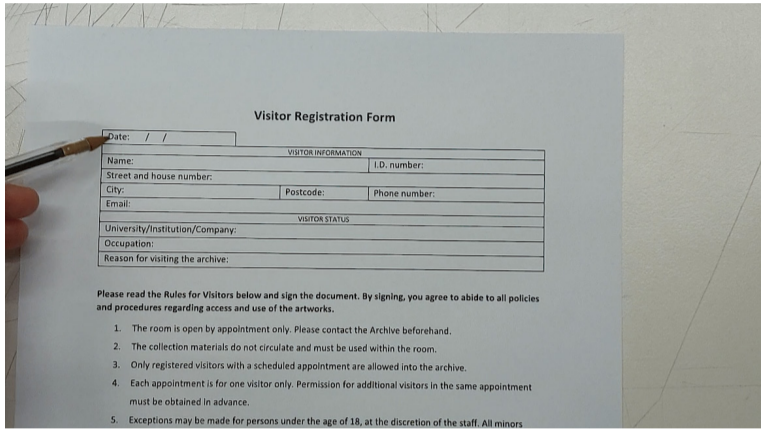 Visitor Registration Form
Date: / /
VISITOR INFORMATION
Name: I.D. number:
Street and house number:
City: Postcode: Phone number:
Email:
VISITOR STATUS
University/Institution/Company:
Occupation:
Reason for visiting the archive:
Please read the Rules for Visitors below and sign the document. By signing, you agree to abide to all policies
and procedures regarding access and use of the artworks.
1. The room is open by appointment only. Please contact the Archive beforehand.
2. The collection materials do not circulate and must be used within the room.
3. Only registered visitors with a scheduled appointment are allowed into the archive.
4. Each appointment is for one visitor only. Permission for additional visitors in the same appointment
must be obtained in advance.
5. Exceptions may be made for persons under the age of 18, at the discretion of the staff. All minors